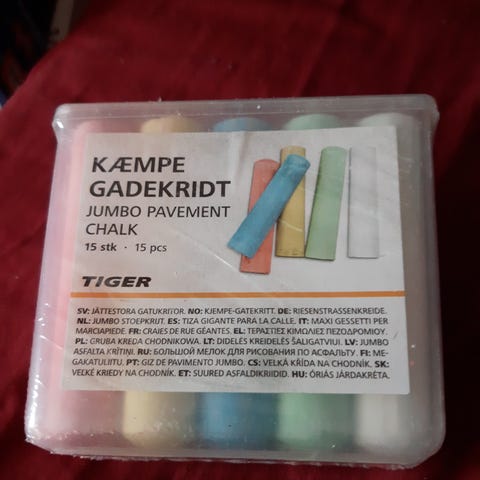 KÆMPE
GADEKRIDT
JUMBO PAVEMENT
CHALK
15 stk · 15 pcs
TIGER
SV: JÄTTESTORA GATUKRITOR. NO: KJÆMPE-GATEKRITT. DE: RIESENSTRASSENKREIDE.
NL: JUMBO STOEPKRIJT. ES: TIZA GIGANTE PARA LA CALLE. IT: MAXI GESSETTI PER
MARCIAPIEDE. FR: CRAIES DE RUE GÉANTES. EL: ΤΕΡΑΣΤΙΕΣ ΚΙΜΩΛΙΕΣ ΠΕΖΟΔΡΟΜΙΟΥ.
PL: GRUBA KREDA CHODNIKOWA. LT: DIDELĖS KREIDELĖS ŠALIGATVIUI. LV: JUMBO
ASFALTA KRĪTIŅI. RU: БОЛЬШОЙ МЕЛОК ДЛЯ РИСОВАНИЯ ПО АСФАЛЬТУ. FI: ME-
GAKATULIITU. PT: GIZ DE PAVIMENTO JUMBO. CS: VELKÁ KŘÍDA NA CHODNÍK. SK:
VEĽKÉ KRIEDY NA CHODNÍK. ET: SUURED ASFALDIKRIIDID. HU: ÓRIÁS JÁRDAKRÉTA.